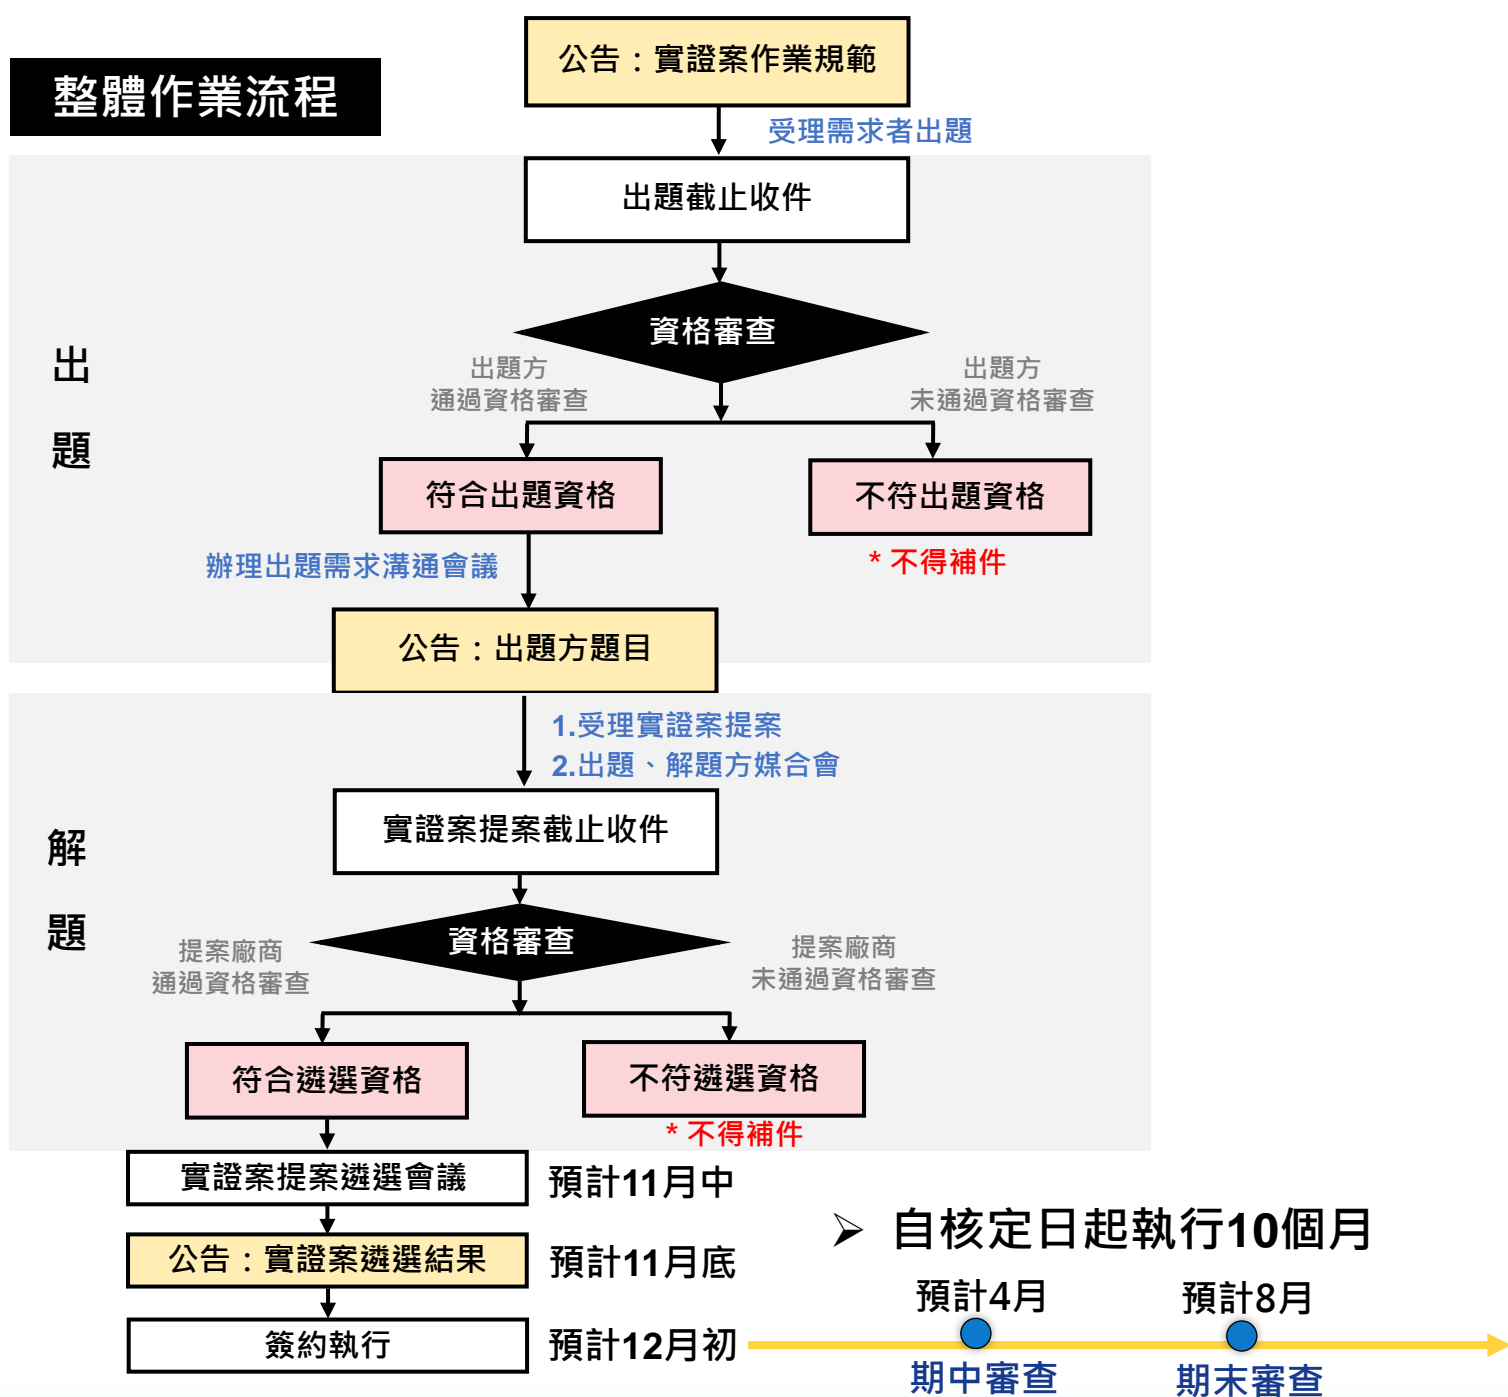 整體作業流程
公告：實證案作業規範
受理需求者出題
出題截止收件
資格審查
出題方
通過資格審查
出題方
未通過資格審查
出
題
符合出題資格
不符出題資格
* 不得補件
辦理出題需求溝通會議
公告：出題方題目
1.受理實證案提案
2.出題、解題方媒合會
解
題
實證案提案截止收件
資格審查
提案廠商
通過資格審查
提案廠商
未通過資格審查
符合遴選資格
不符遴選資格
* 不得補件
實證案提案遴選會議
預計11月中
公告：實證案遴選結果
預計11月底
簽約執行
預計12月初
➢ 自核定日起執行10個月
預計4月
預計8月
期中審查
期末審查